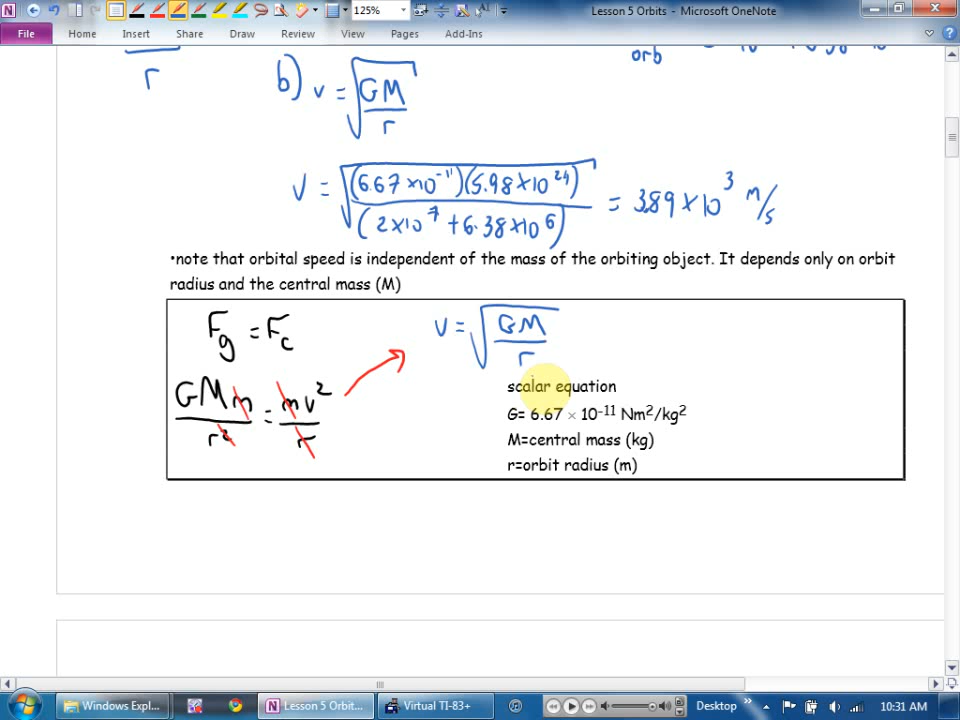 125%
Lesson 5 Orbits - Microsoft OneNote
File Home Insert Share Draw Review View Pages Add-Ins
r
orb
b) v = √(GM/r)
v = √((6.67×10⁻¹¹)(5.98×10²⁴)/(2×10⁷ + 6.38×10⁶)) = 3.89 × 10³ m/s
•note that orbital speed is independent of the mass of the orbiting object. It depends only on orbit
radius and the central mass (M)
Fg = Fc
v = √(GM/r)
GMm/r² = mv²/r
scalar equation
G= 6.67 × 10⁻¹¹ Nm²/kg²
M=central mass (kg)
r=orbit radius (m)
Windows Expl... Lesson 5 Orbit... Virtual TI-83+ Desktop 10:31 AM